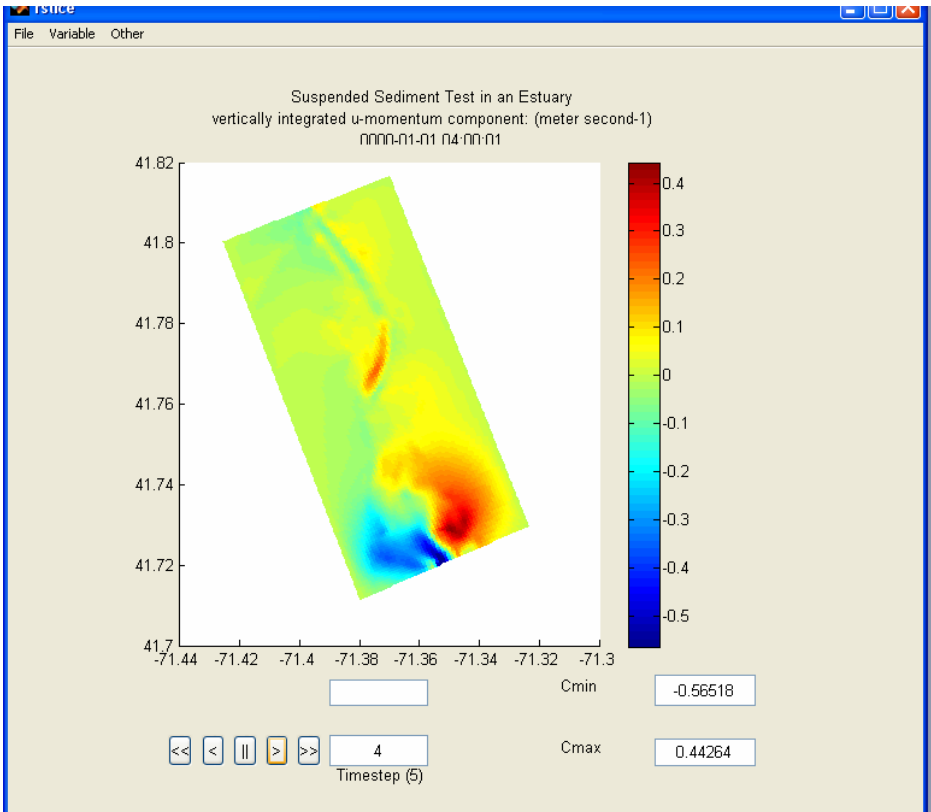 rslice
File Variable Other
Suspended Sediment Test in an Estuary
vertically integrated u-momentum component: (meter second-1)
0000-01-01 04:00:01
41.82
41.8
41.78
41.76
41.74
41.72
41.7
-71.44 -71.42 -71.4 -71.38 -71.36 -71.34 -71.32 -71.3
0.4
0.3
0.2
0.1
0
-0.1
-0.2
-0.3
-0.4
-0.5
Cmin -0.56518
<< < || > >> 4 Cmax 0.44264
Timestep (5)